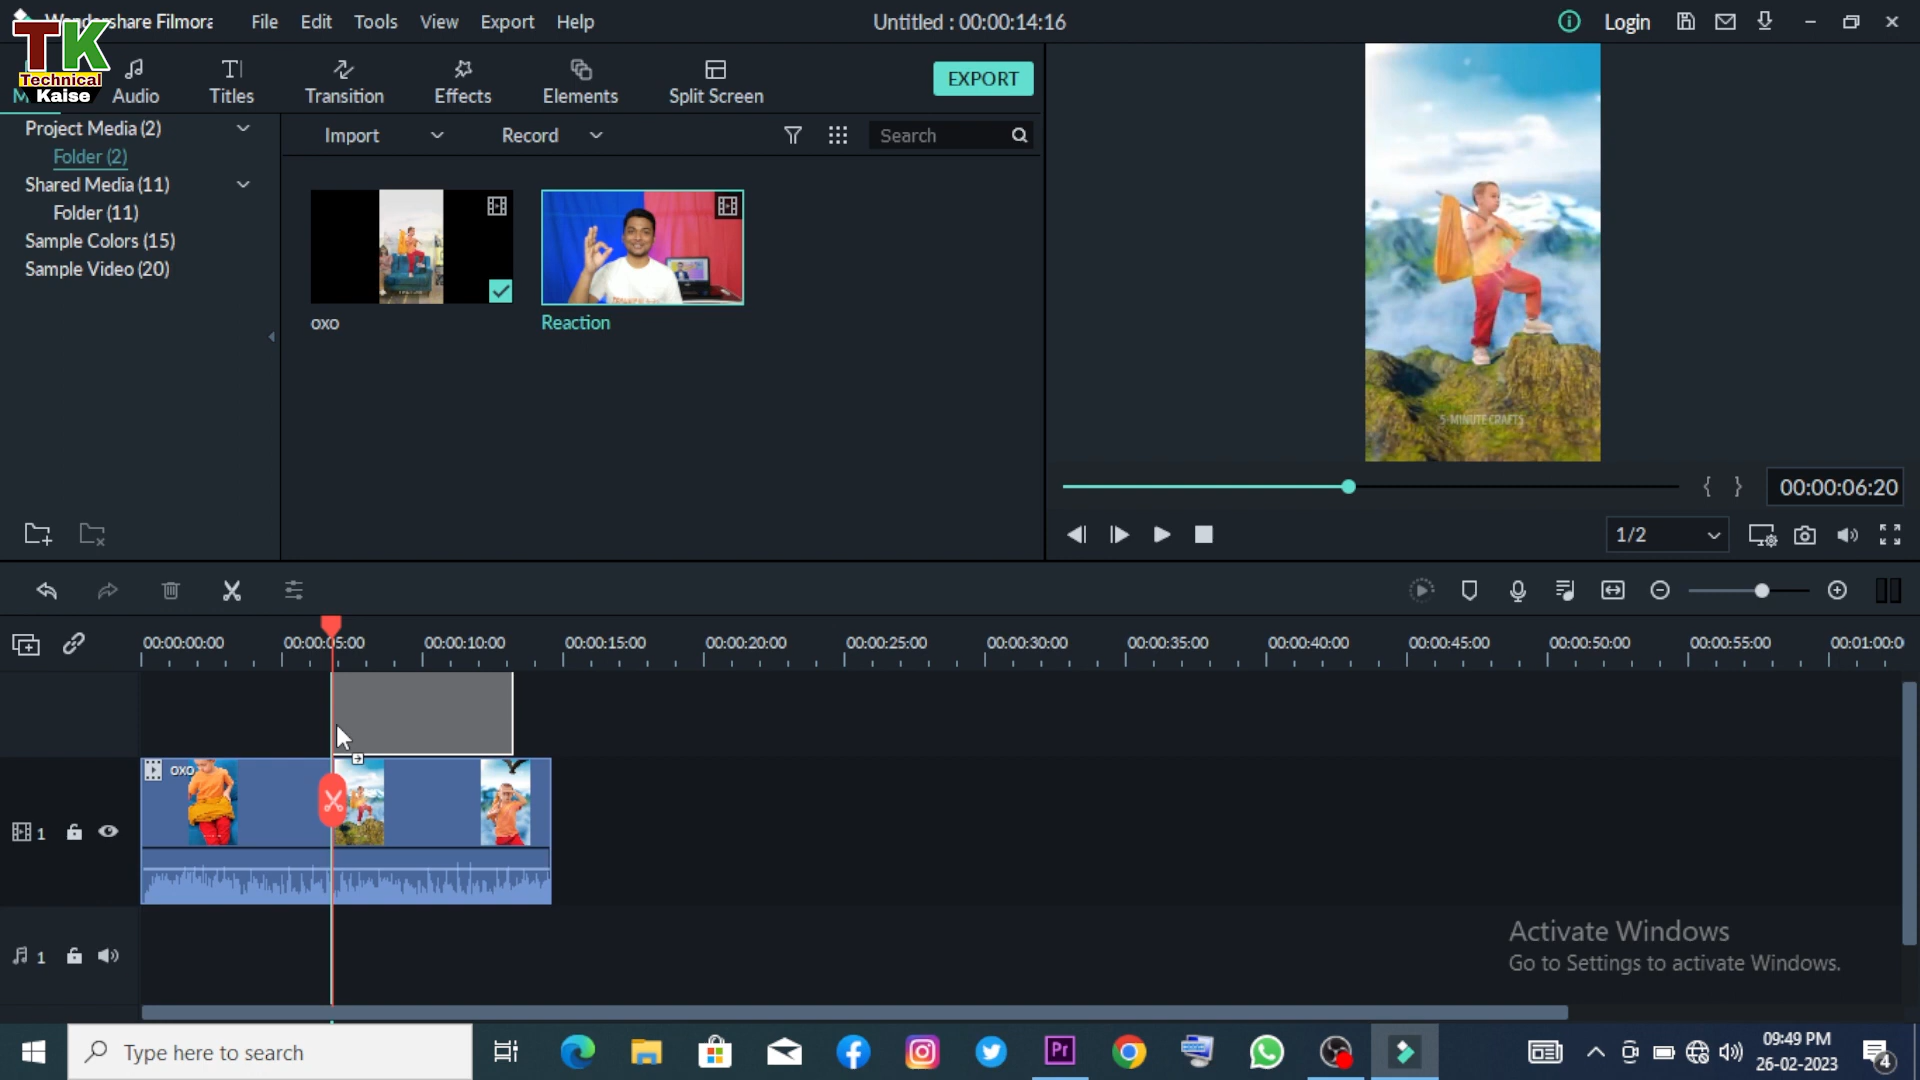 Wondershare Filmora
File Edit Tools View Export Help
Untitled : 00:00:14:16
Login
TK
Technical
Kaise
Audio Titles Transition Effects Elements Split Screen
EXPORT
Project Media (2)
Folder (2)
Shared Media (11)
Folder (11)
Sample Colors (15)
Sample Video (20)
Import Record Search
oxo
Reaction
5-MINUTE CRAFTS
00:00:06:20
1/2
00:00:00:00 00:00:05:00 00:00:10:00 00:00:15:00 00:00:20:00 00:00:25:00 00:00:30:00 00:00:35:00 00:00:40:00 00:00:45:00 00:00:50:00 00:00:55:00 00:01:00:0
oxo
1
1
Activate Windows
Go to Settings to activate Windows.
Type here to search
Pr
09:49 PM
26-02-2023
4